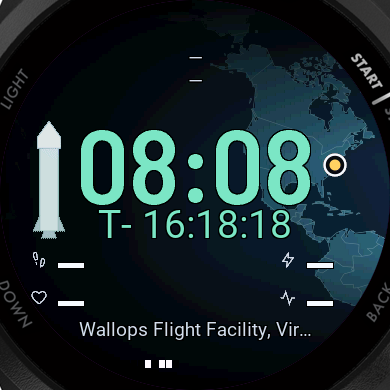 LIGHT
START
08:08
T- 16:18:18
DOWN
BACK
Wallops Flight Facility, Vir...